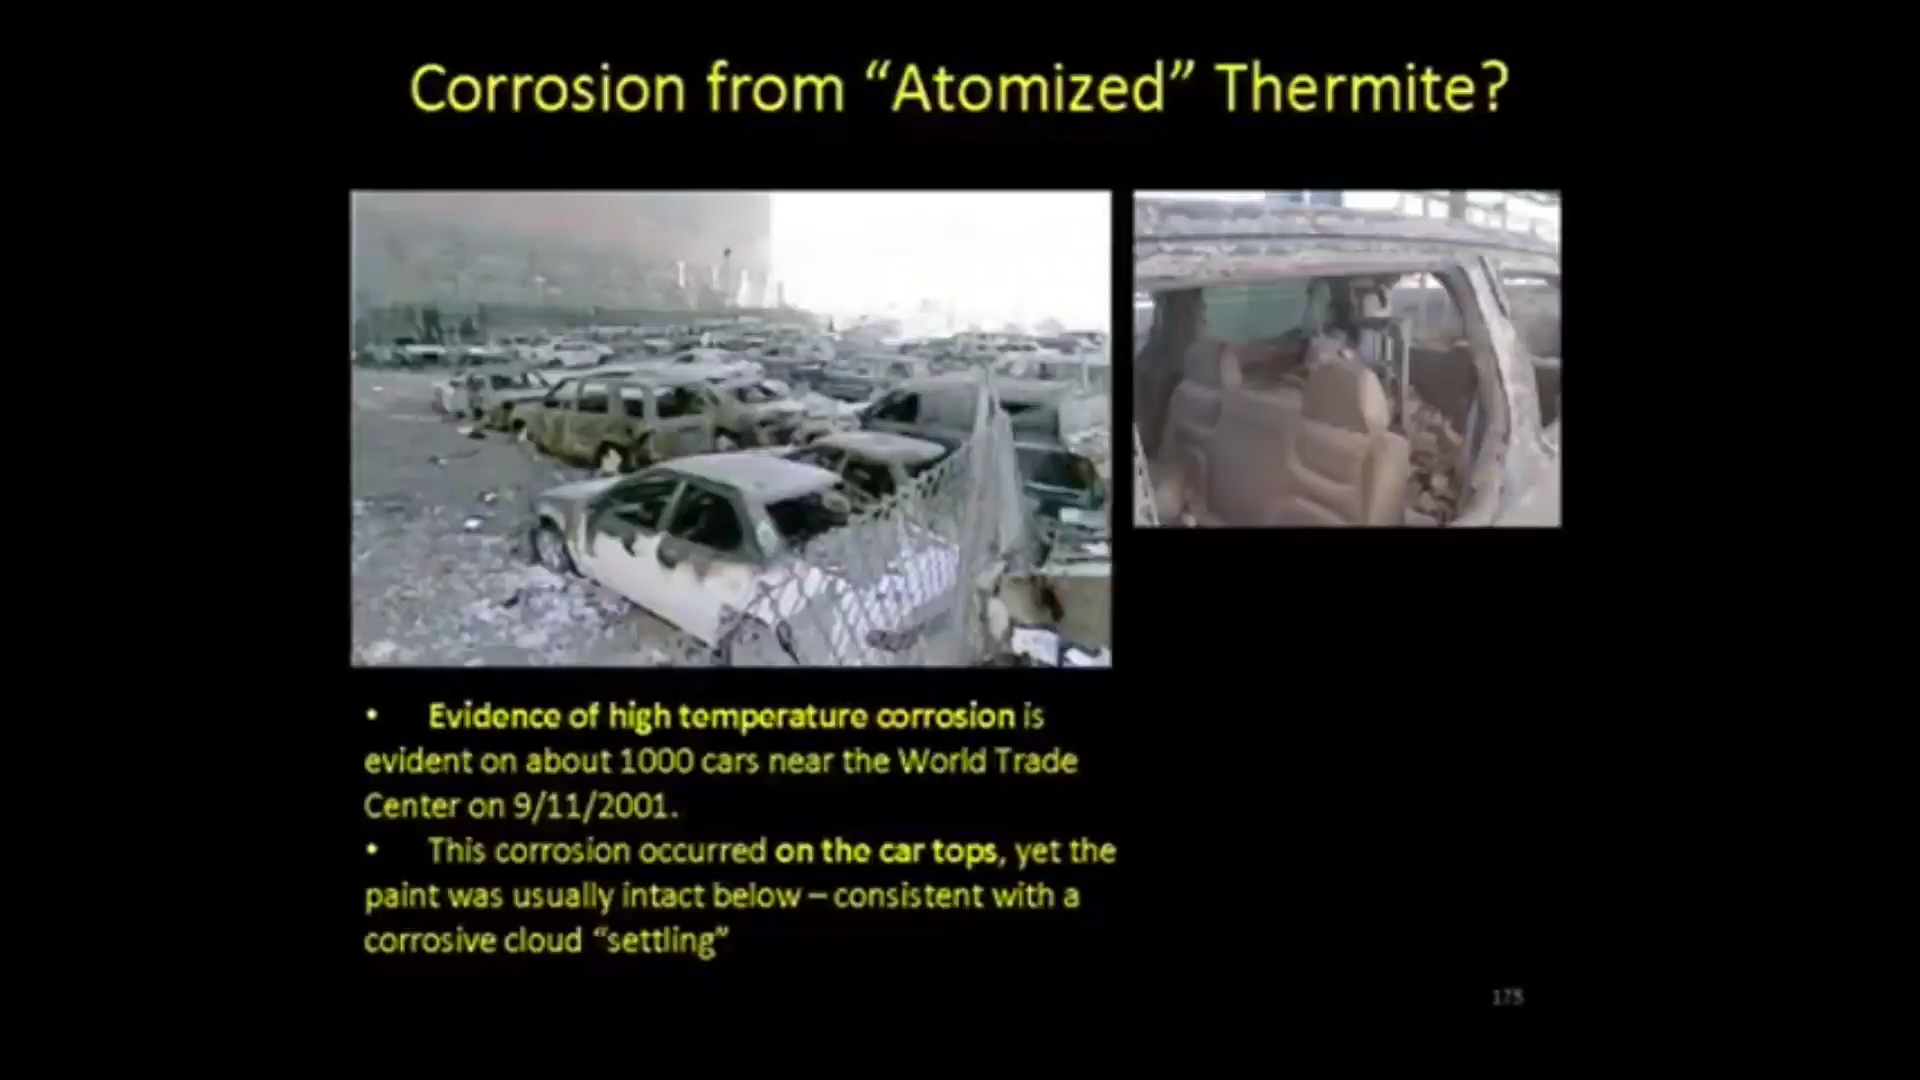 Corrosion from “Atomized” Thermite?
• Evidence of high temperature corrosion is
evident on about 1000 cars near the World Trade
Center on 9/11/2001.
• This corrosion occurred on the car tops, yet the
paint was usually intact below – consistent with a
corrosive cloud “settling”
175